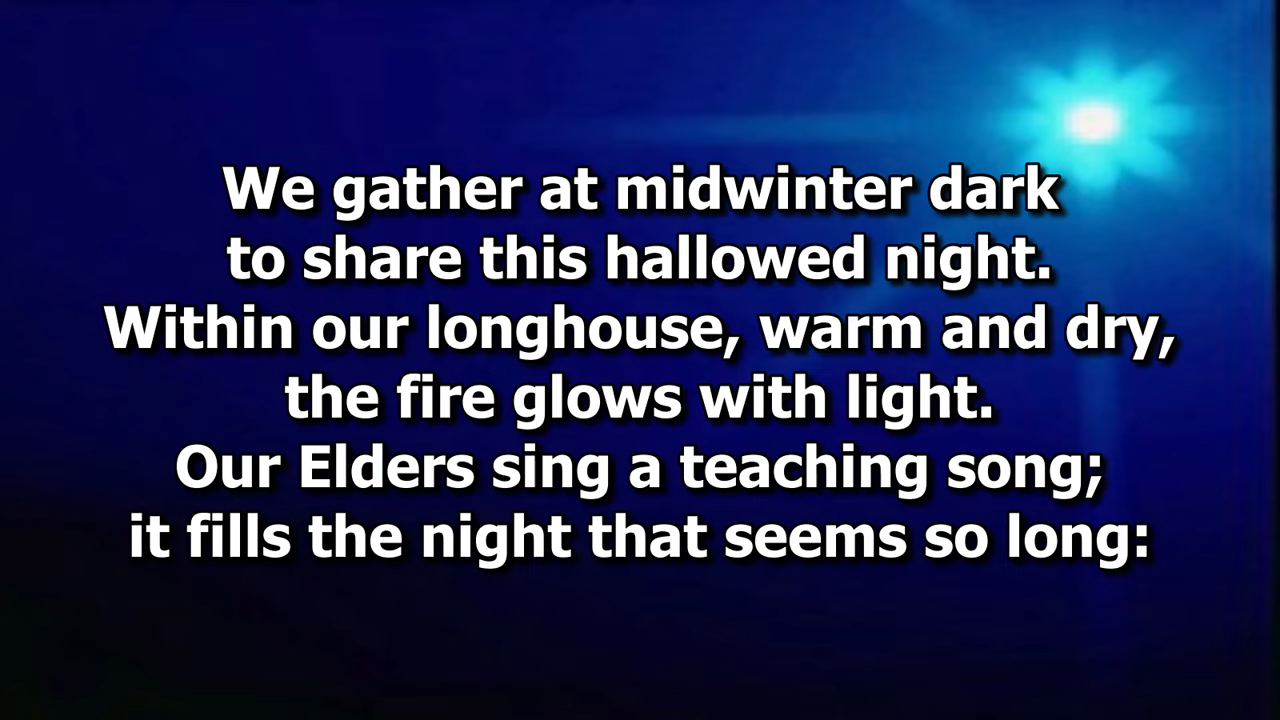 We gather at midwinter dark
to share this hallowed night.
Within our longhouse, warm and dry,
the fire glows with light.
Our Elders sing a teaching song;
it fills the night that seems so long: